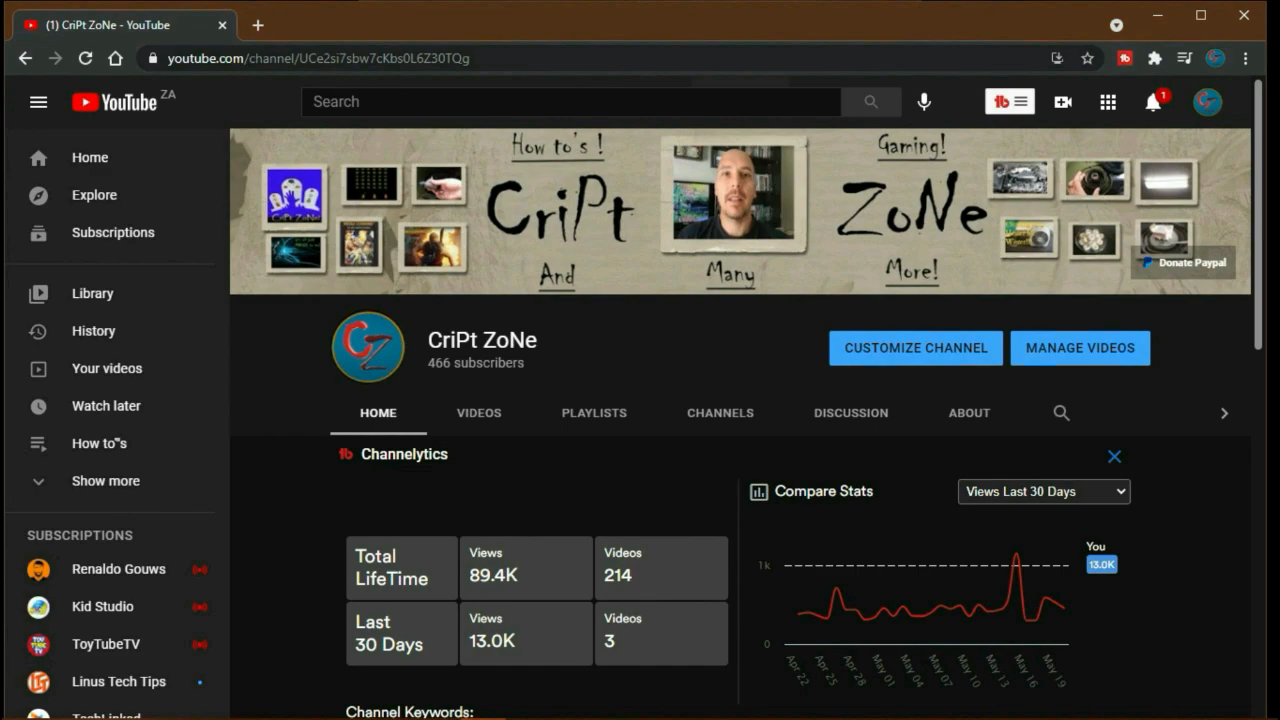 (1) CriPt ZoNe - YouTube
youtube.com/channel/UCe2si7sbw7cKbs0L6Z30TQg
YouTube ZA
Search
1
Home
Explore
Subscriptions
Library
History
Your videos
Watch later
How to"s
Show more
SUBSCRIPTIONS
Renaldo Gouws
Kid Studio
ToyTubeTV
Linus Tech Tips
TechLinked
How to's !
Gaming!
CriPt
ZoNe
And
Many
More!
Donate Paypal
CriPt ZoNe
466 subscribers
CUSTOMIZE CHANNEL
MANAGE VIDEOS
HOME
VIDEOS
PLAYLISTS
CHANNELS
DISCUSSION
ABOUT
Channelytics
Compare Stats
Views Last 30 Days
Total LifeTime
Views
89.4K
Videos
214
Last 30 Days
Views
13.0K
Videos
3
You
13.0K
1k
0
Apr 22
Apr 25
Apr 28
May 01
May 04
May 07
May 10
May 13
May 16
May 19
Channel Keywords: